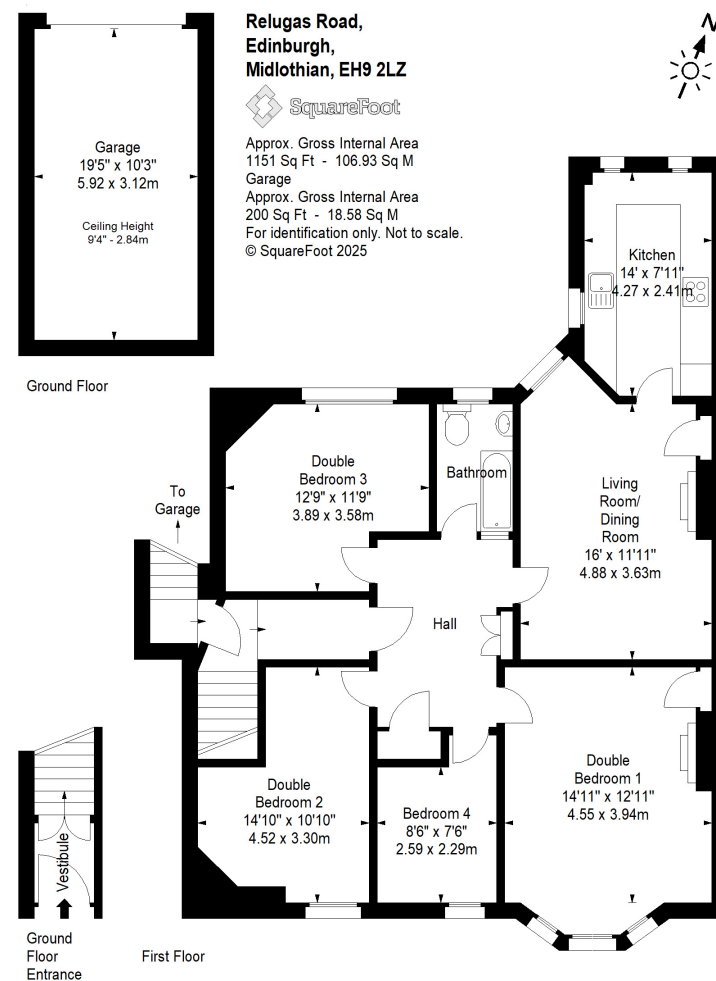 Relugas Road,
Edinburgh,
Midlothian, EH9 2LZ
N
SquareFoot
Approx. Gross Internal Area
1151 Sq Ft - 106.93 Sq M
Garage
Approx. Gross Internal Area
200 Sq Ft - 18.58 Sq M
For identification only. Not to scale.
© SquareFoot 2025
Garage
19'5" x 10'3"
5.92 x 3.12m
Ceiling Height
9'4" - 2.84m
Ground Floor
Kitchen
14' x 7'11"
4.27 x 2.41m
Double
Bedroom 3
12'9" x 11'9"
3.89 x 3.58m
Bathroom
To
Garage
Living
Room/
Dining
Room
16' x 11'11"
4.88 x 3.63m
Hall
Double
Bedroom 2
14'10" x 10'10"
4.52 x 3.30m
Bedroom 4
8'6" x 7'6"
2.59 x 2.29m
Double
Bedroom 1
14'11" x 12'11"
4.55 x 3.94m
Vestibule
Ground
Floor
Entrance
First Floor